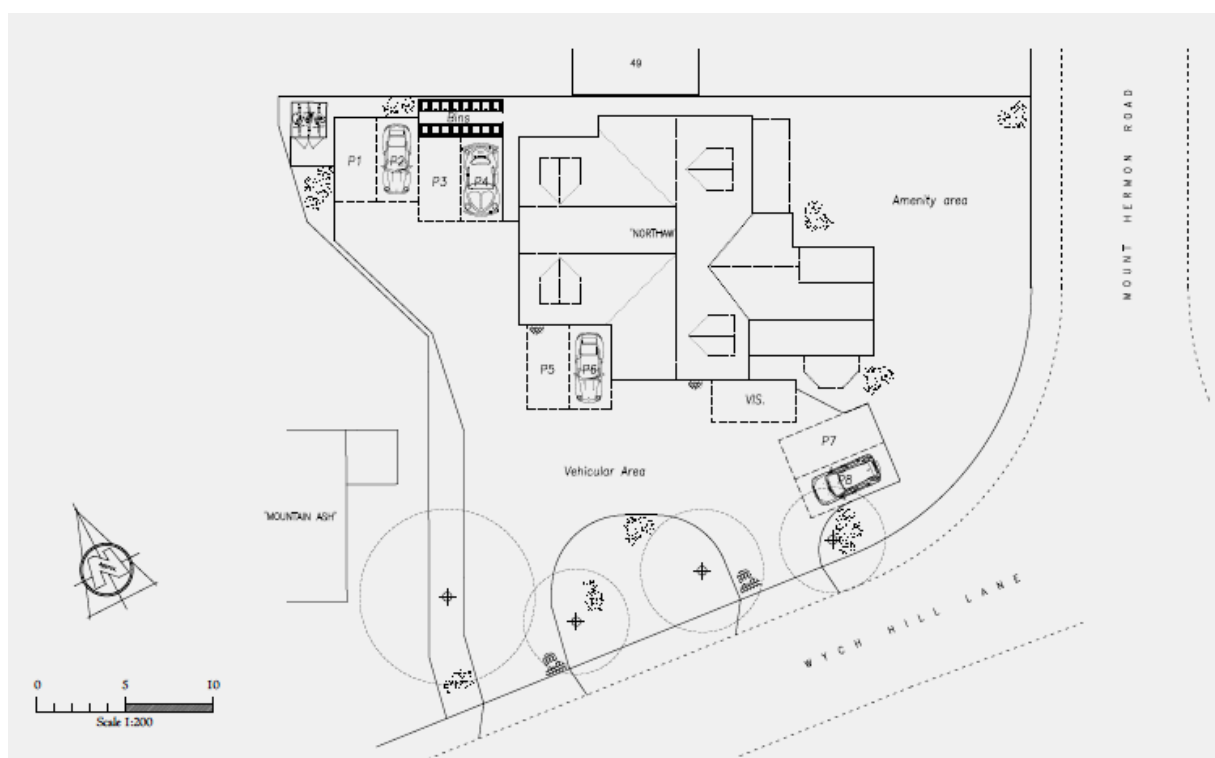 49
Bins
P1
P2
P3
P4
MOUNT HERMON ROAD
Amenity area
"NORTHAW"
P5
P6
VIS.
P7
P8
Vehicular Area
"MOUNTAIN ASH"
N
WYCH HILL LANE
0 5 10
Scale 1:200